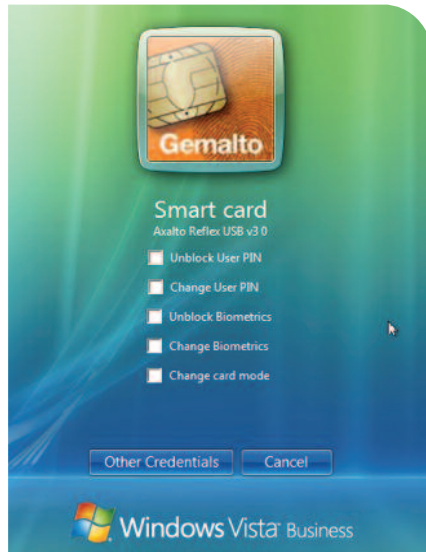 Gemalto
Smart card
Axalto Reflex USB v3 0
Unblock User PIN
Change User PIN
Unblock Biometrics
Change Biometrics
Change card mode
Other Credentials Cancel
Windows Vista™ Business